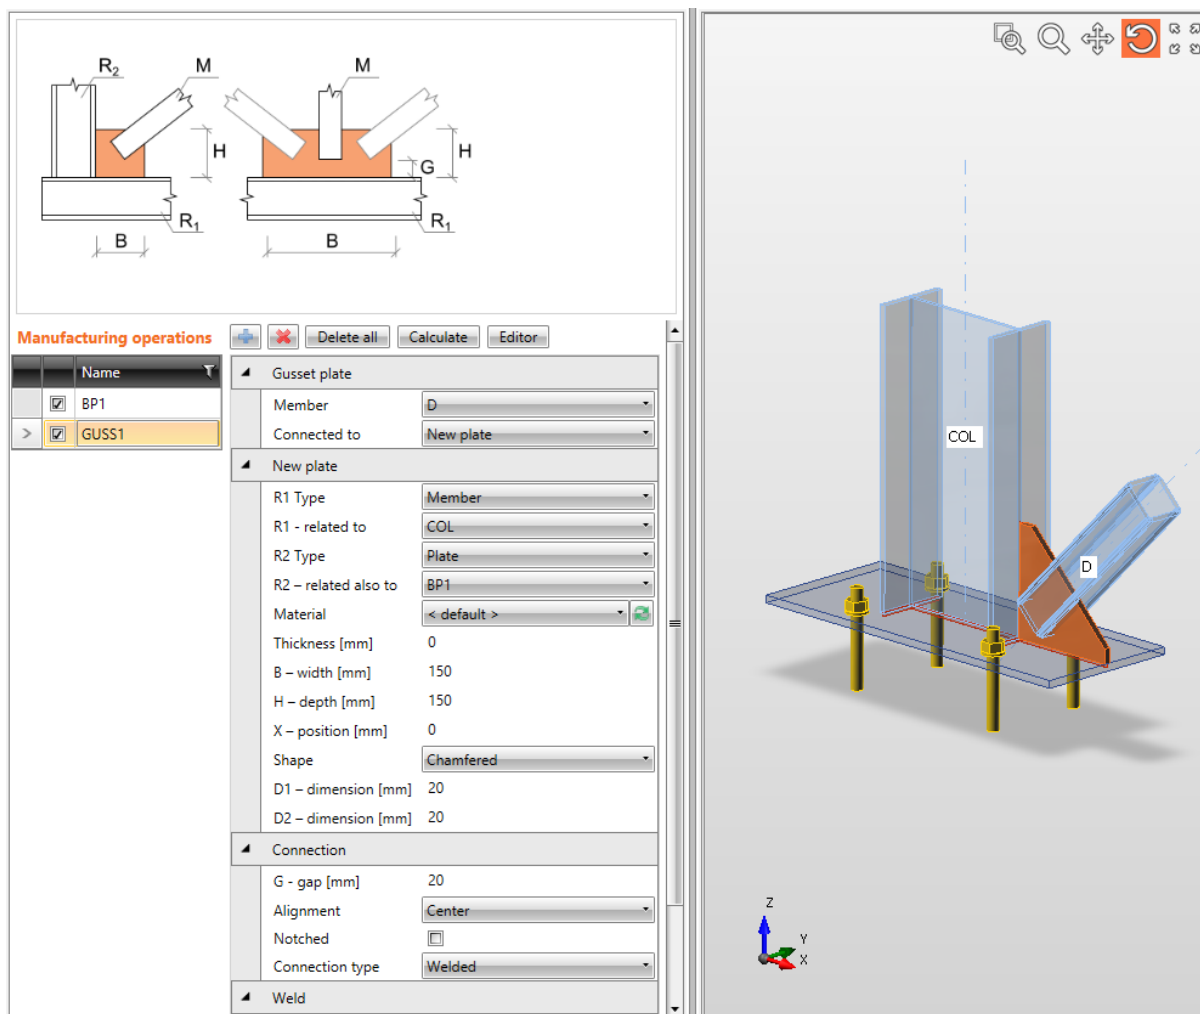 R2 M M
H G H
R1 R1
B B
Manufacturing operations Delete all Calculate Editor
Name
BP1
GUSS1
Gusset plate
Member D
Connected to New plate
New plate
R1 Type Member
R1 - related to COL
R2 Type Plate
R2 – related also to BP1
Material < default >
Thickness [mm] 0
B – width [mm] 150
H – depth [mm] 150
X – position [mm] 0
Shape Chamfered
D1 – dimension [mm] 20
D2 – dimension [mm] 20
Connection
G - gap [mm] 20
Alignment Center
Notched
Connection type Welded
Weld
COL
D
Z
Y
X